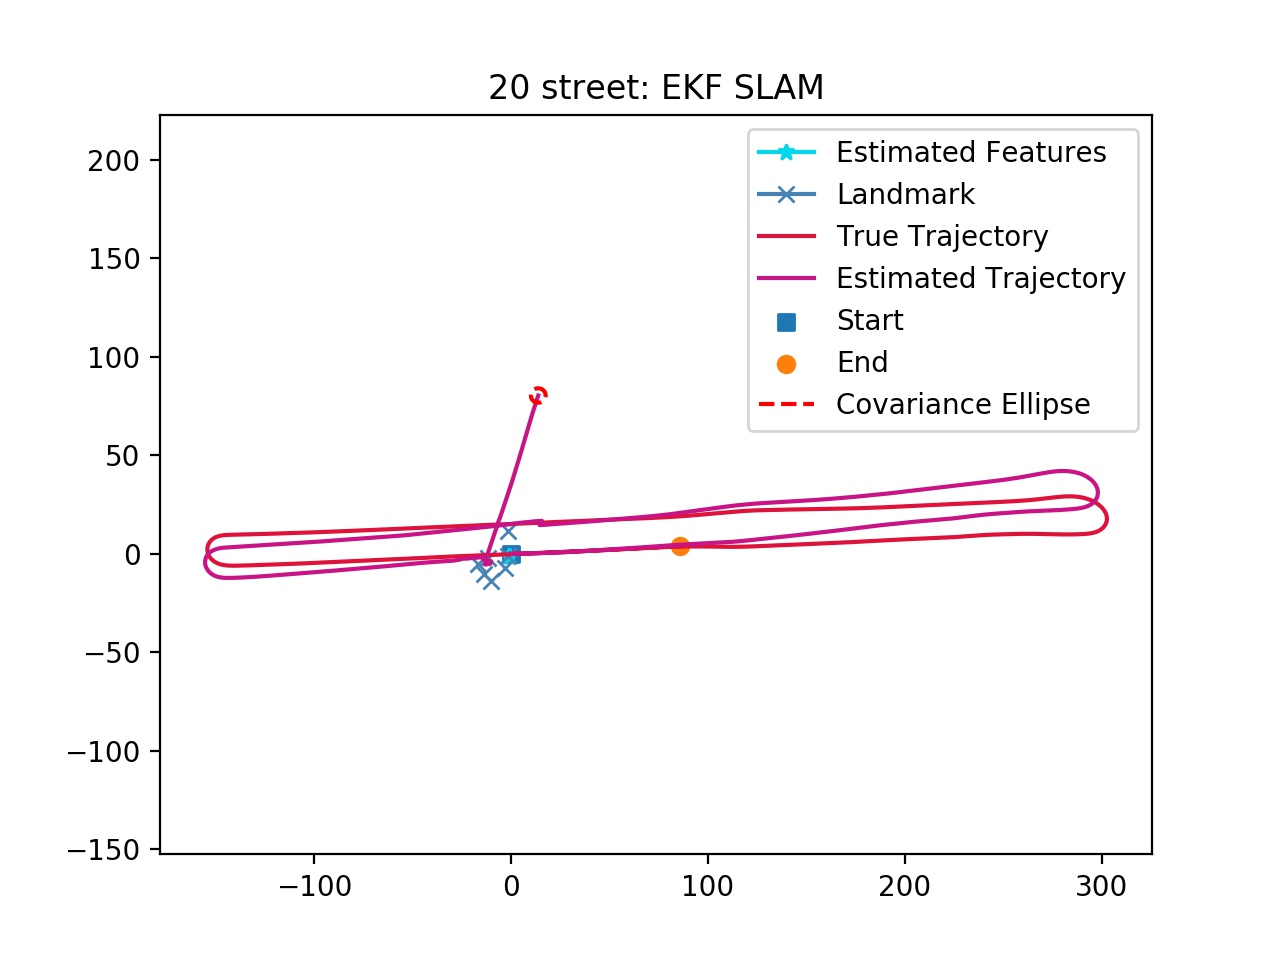 20 street: EKF SLAM
200
150
100
50
0
−50
−100
−150
−100
0
100
200
300
Estimated Features
Landmark
True Trajectory
Estimated Trajectory
Start
End
Covariance Ellipse